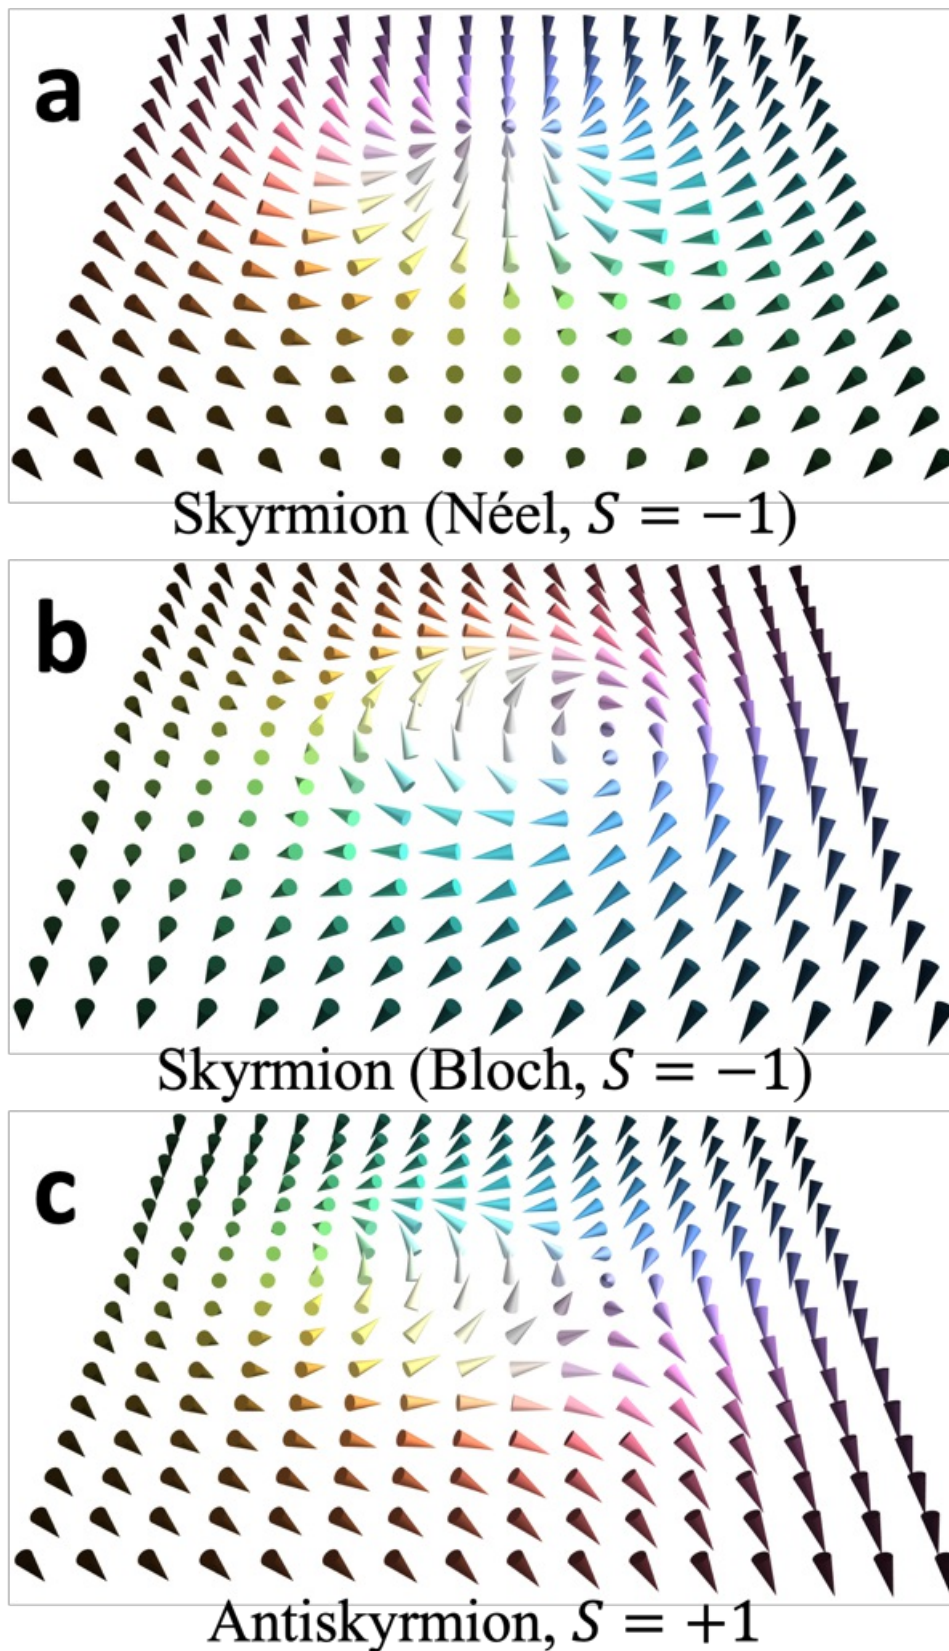 a
Skyrmion (Néel, S = −1)
b
Skyrmion (Bloch, S = −1)
c
Antiskyrmion, S = +1